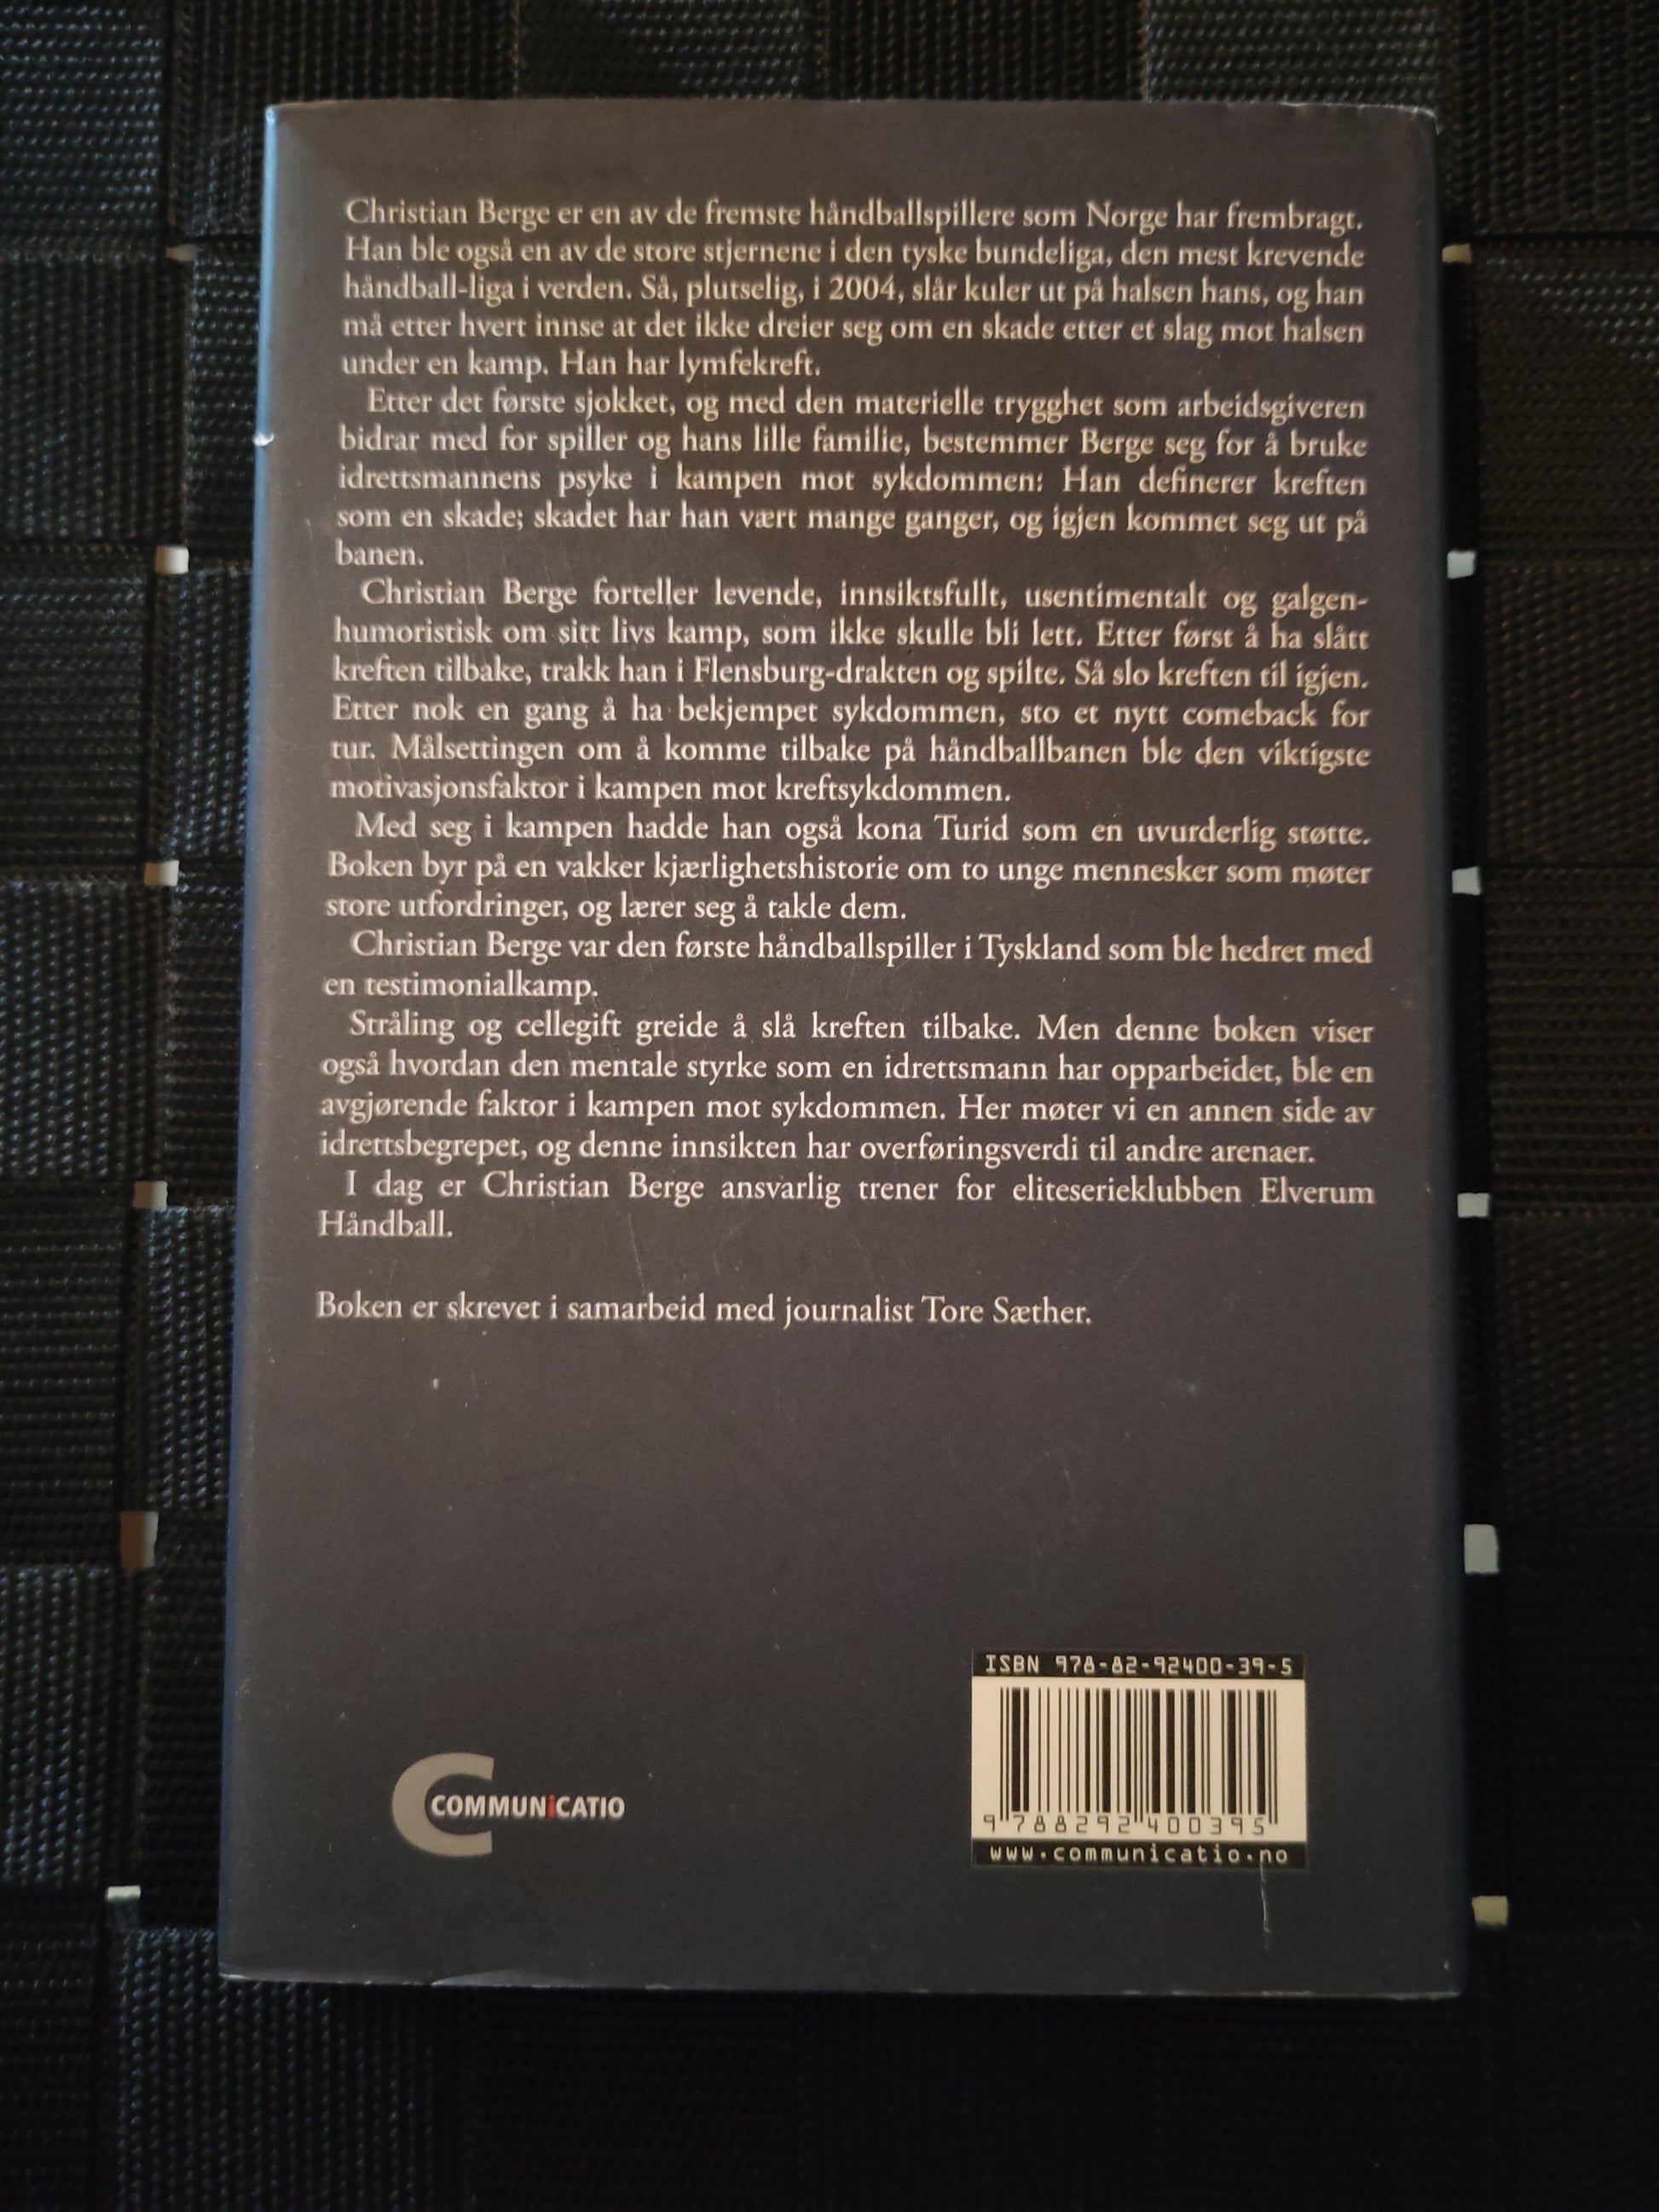 Christian Berge er en av de fremste håndballspillere som Norge har frembragt.
Han ble også en av de store stjernene i den tyske bundeliga, den mest krevende
håndball-liga i verden. Så, plutselig, i 2004, slår kuler ut på halsen hans, og han
må etter hvert innse at det ikke dreier seg om en skade etter et slag mot halsen
under en kamp. Han har lymfekreft.
Etter det første sjokket, og med den materielle trygghet som arbeidsgiveren
bidrar med for spiller og hans lille familie, bestemmer Berge seg for å bruke
idrettsmannens psyke i kampen mot sykdommen: Han definerer kreften
som en skade; skadet har han vært mange ganger, og igjen kommet seg ut på
banen.
Christian Berge forteller levende, innsiktsfullt, usentimentalt og galgen-
humoristisk om sitt livs kamp, som ikke skulle bli lett. Etter først å ha slått
kreften tilbake, trakk han i Flensburg-drakten og spilte. Så slo kreften til igjen.
Etter nok en gang å ha bekjempet sykdommen, sto et nytt comeback for
tur. Målsettingen om å komme tilbake på håndballbanen ble den viktigste
motivasjonsfaktor i kampen mot kreftsykdommen.
Med seg i kampen hadde han også kona Turid som en uvurderlig støtte.
Boken byr på en vakker kjærlighetshistorie om to unge mennesker som møter
store utfordringer, og lærer seg å takle dem.
Christian Berge var den første håndballspiller i Tyskland som ble hedret med
en testimonialkamp.
Stråling og cellegift greide å slå kreften tilbake. Men denne boken viser
også hvordan den mentale styrke som en idrettsmann har opparbeidet, ble en
avgjørende faktor i kampen mot sykdommen. Her møter vi en annen side av
idrettsbegrepet, og denne innsikten har overføringsverdi til andre arenaer.
I dag er Christian Berge ansvarlig trener for eliteserieklubben Elverum
Håndball.
Boken er skrevet i samarbeid med journalist Tore Sæther.
ISBN 978-82-92400-39-5
9 788292 400395
www.communicatio.no
COMMUNiCATIO